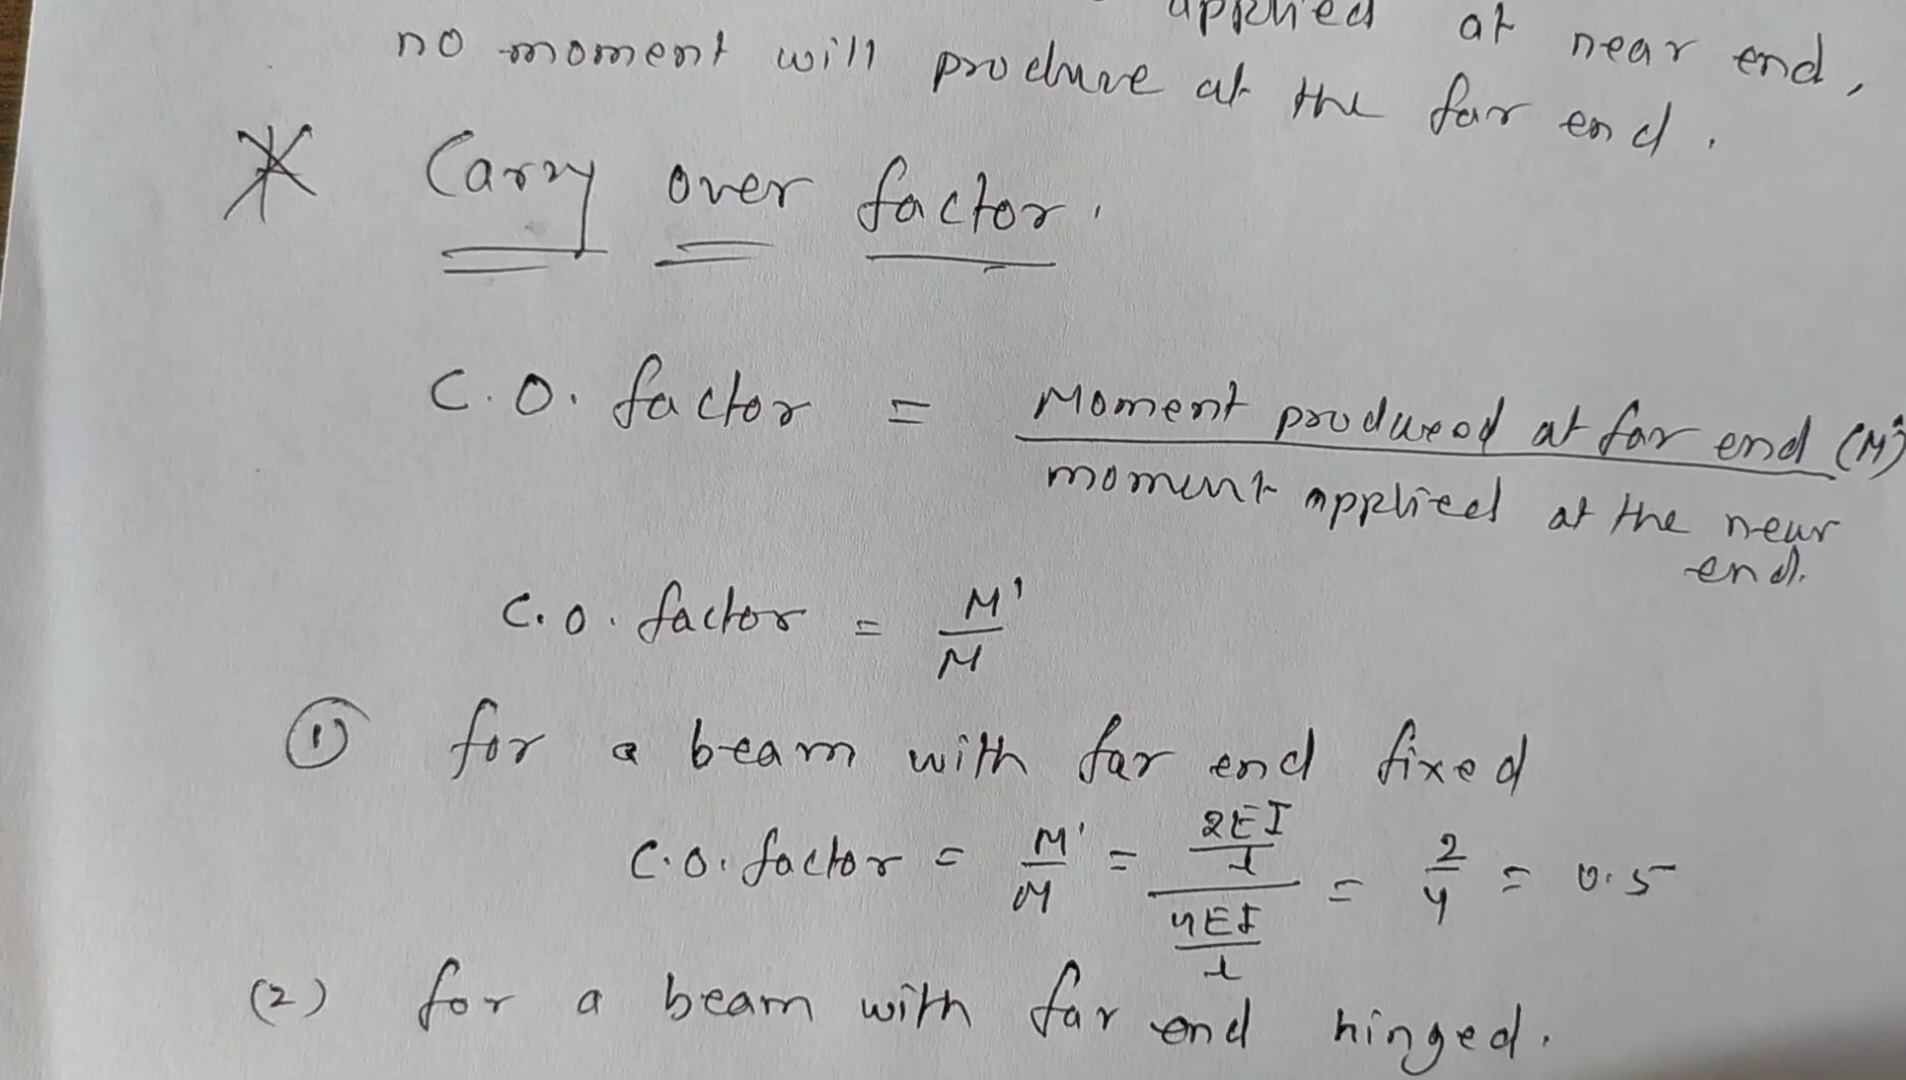 applied at near end,
no moment will produce at the far end.
* Carry over factor.
C.O. factor = Moment produced at far end (M')
moment applied at the near
end.
C.O. factor = M'/M
① for a beam with far end fixed
C.O. factor = M'/M = (2EI/l)/(4EI/l) = 2/4 = 0.5
(2) for a beam with far end hinged.